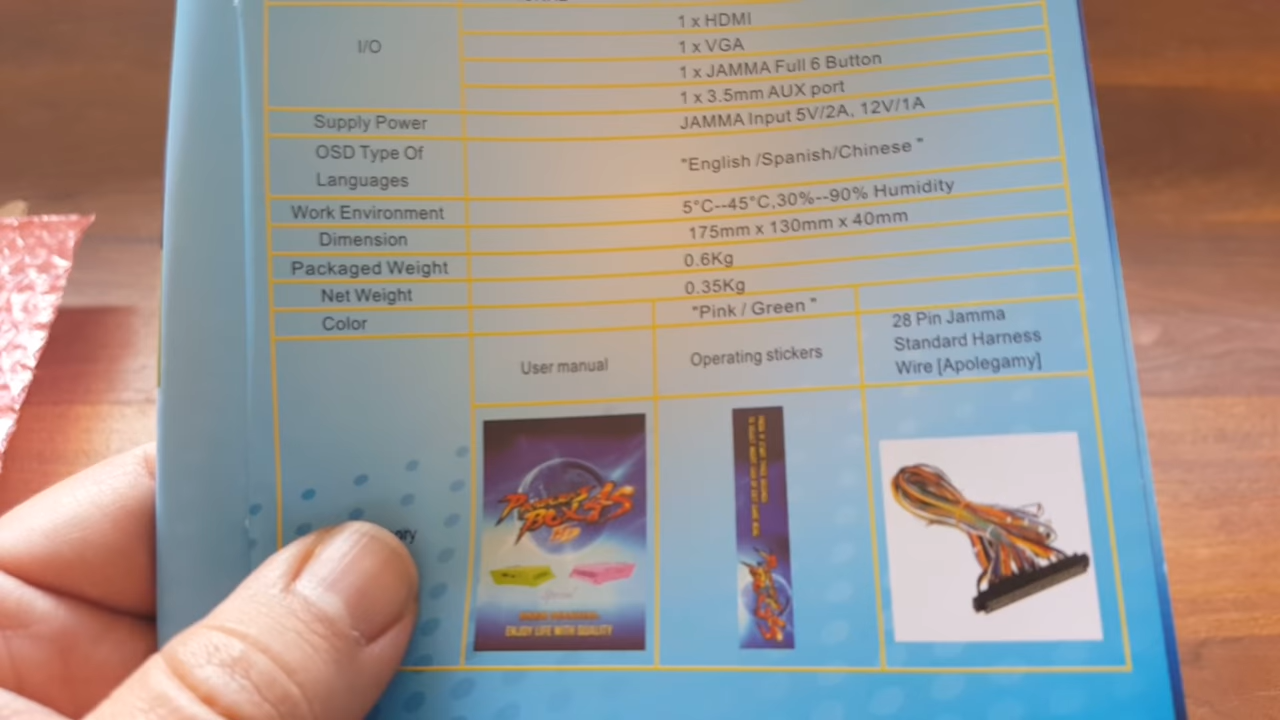 1 x HDMI
I/O
1 x VGA
1 x JAMMA Full 6 Button
1 x 3.5mm AUX port
Supply Power
JAMMA Input 5V/2A, 12V/1A
OSD Type Of
Languages
"English /Spanish/Chinese "
Work Environment
5°C--45°C,30%--90% Humidity
Dimension
175mm x 130mm x 40mm
Packaged Weight
0.6Kg
Net Weight
0.35Kg
Color
"Pink / Green "
User manual
Operating stickers
28 Pin Jamma
Standard Harness
Wire [Apolegamy]
BOX 4S
HD
ENJOY LIFE WITH QUALITY